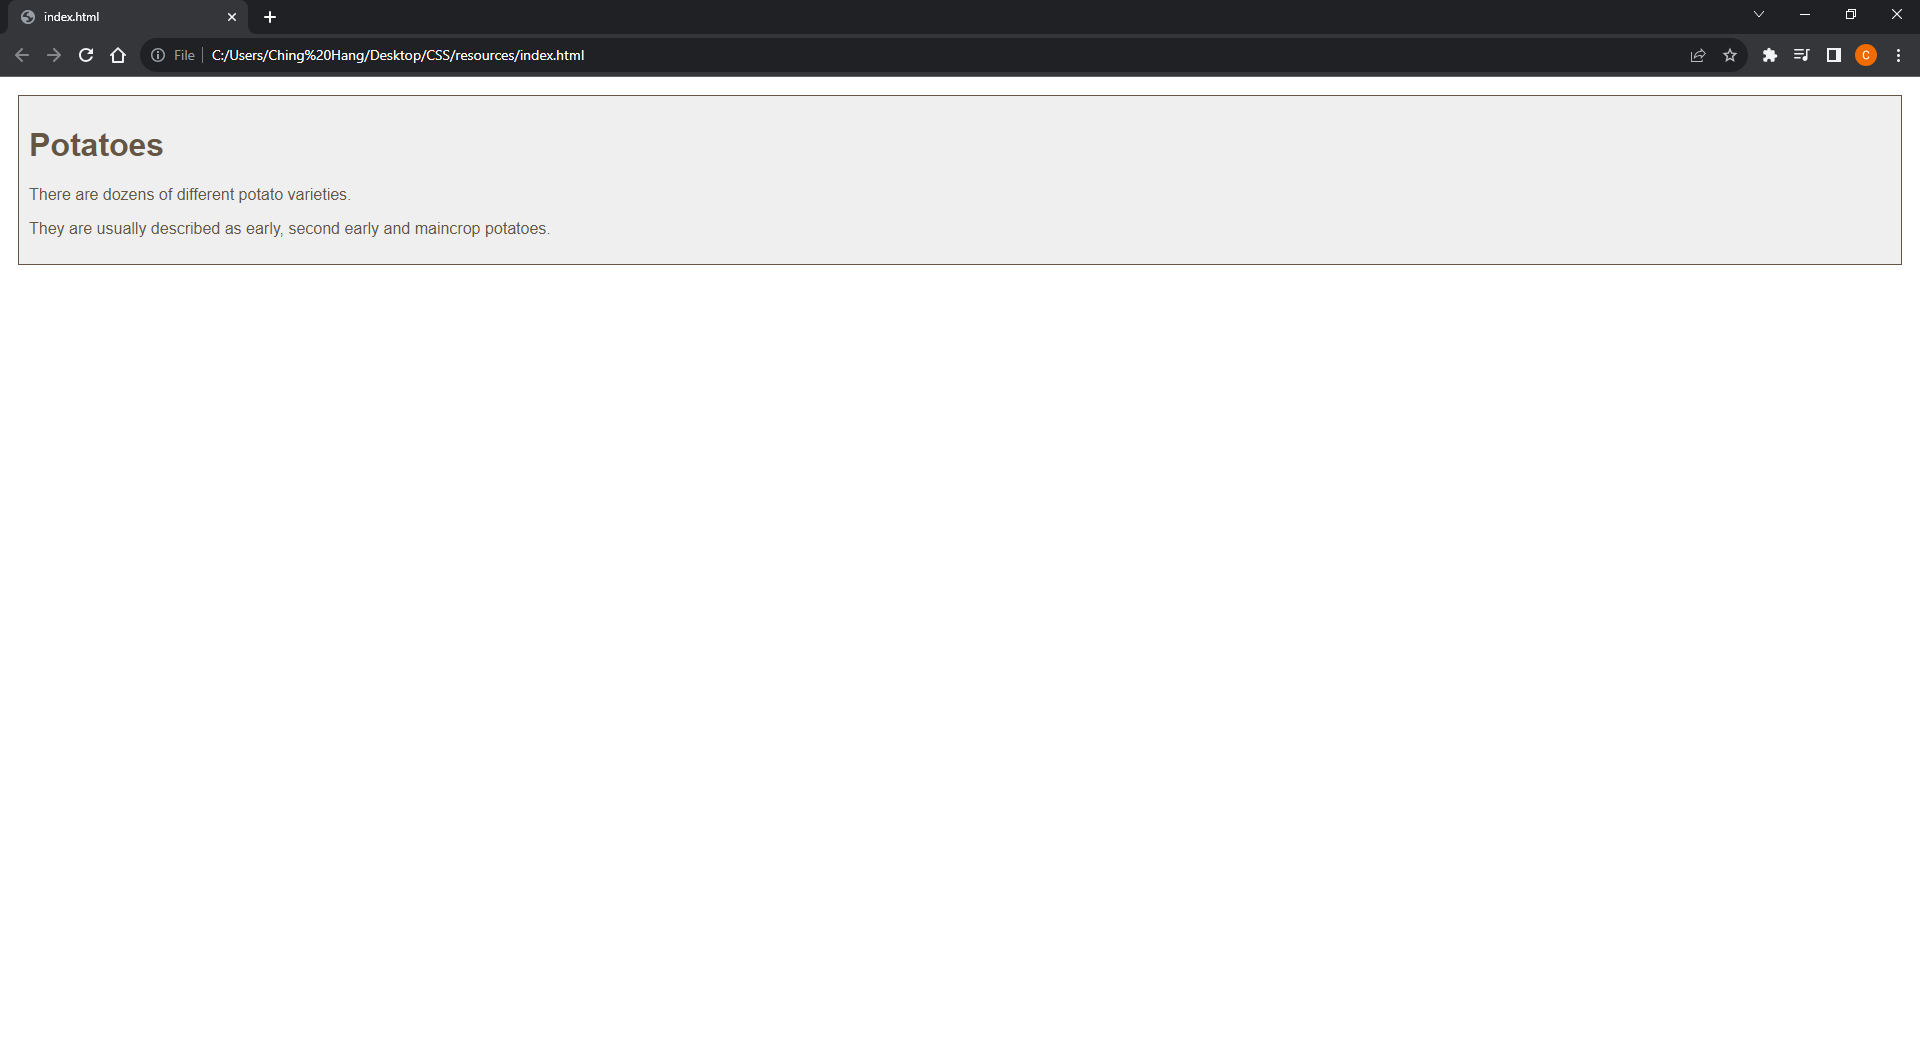 index.html
File
C:/Users/Ching%20Hang/Desktop/CSS/resources/index.html
C
Potatoes
There are dozens of different potato varieties.
They are usually described as early, second early and maincrop potatoes.